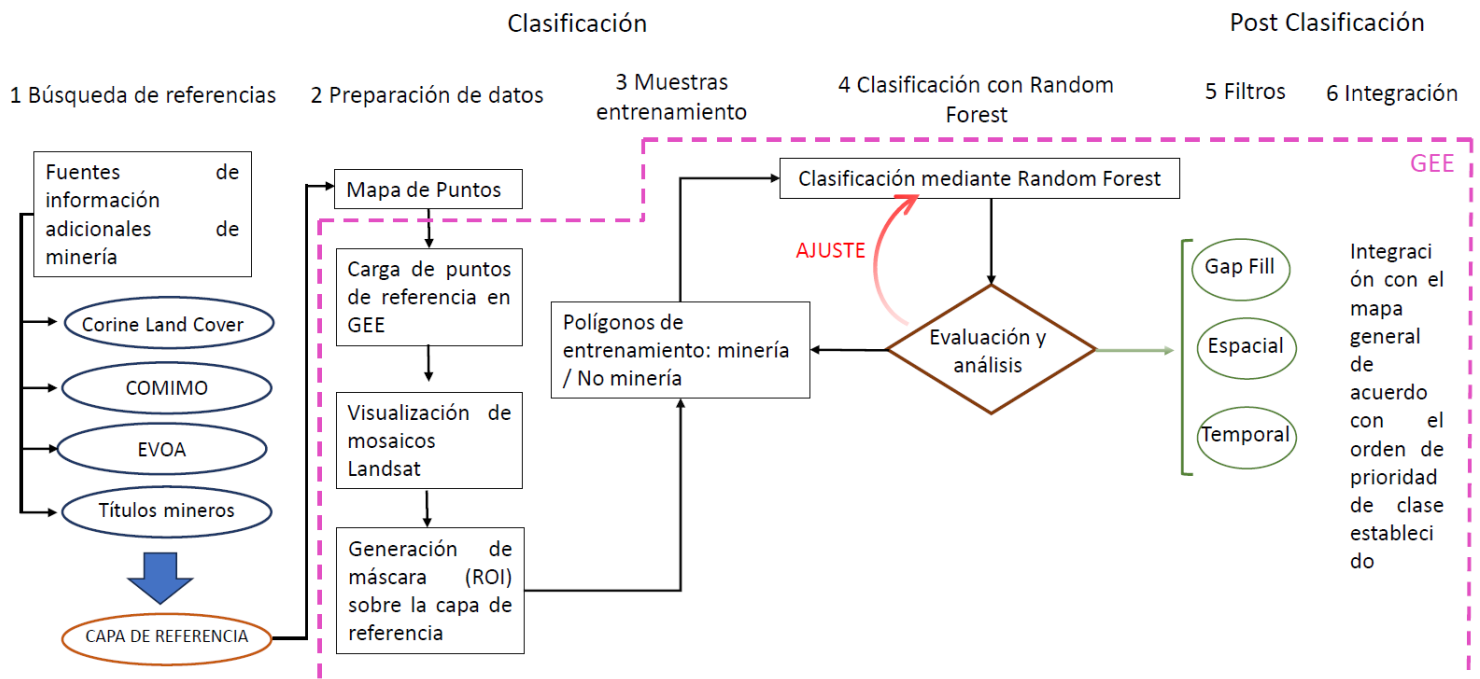 Clasificación
Post Clasificación
1 Búsqueda de referencias
2 Preparación de datos
3 Muestras
entrenamiento
4 Clasificación con Random
Forest
5 Filtros
6 Integración
GEE
Fuentes de
información
adicionales de
minería
Corine Land Cover
COMIMO
EVOA
Títulos mineros
CAPA DE REFERENCIA
Mapa de Puntos
Carga de puntos
de referencia en
GEE
Visualización de
mosaicos
Landsat
Generación de
máscara (ROI)
sobre la capa de
referencia
Polígonos de
entrenamiento: minería
/ No minería
Clasificación mediante Random Forest
AJUSTE
Evaluación y
análisis
Gap Fill
Espacial
Temporal
Integraci
ón con el
mapa
general
de
acuerdo
con el
orden de
prioridad
de clase
estableci
do